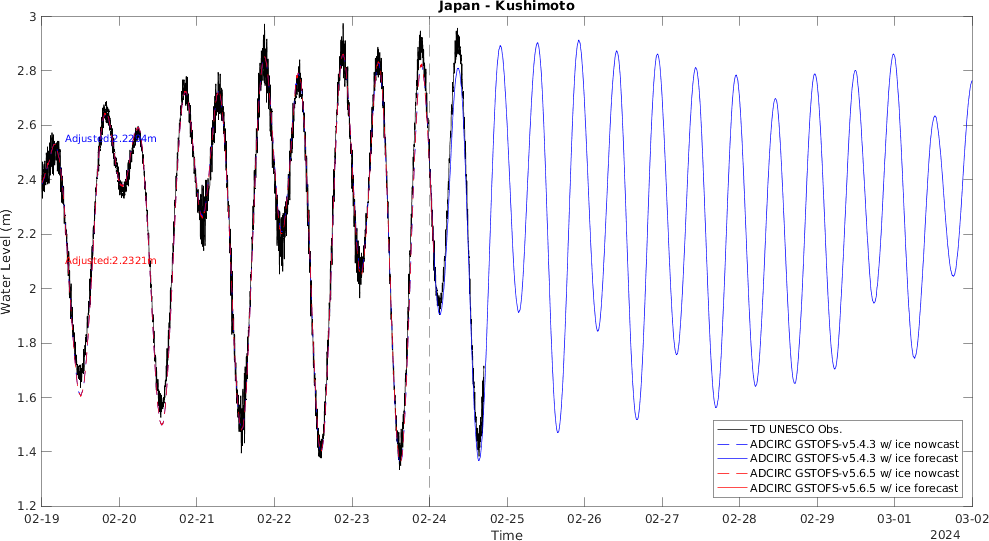 Japan - Kushimoto
Water Level (m)
3
2.8
2.6
2.4
2.2
2
1.8
1.6
1.4
1.2
Adjusted:2.2264m
Adjusted:2.2321m
TD UNESCO Obs.
ADCIRC GSTOFS-v5.4.3 w/ ice nowcast
ADCIRC GSTOFS-v5.4.3 w/ ice forecast
ADCIRC GSTOFS-v5.6.5 w/ ice nowcast
ADCIRC GSTOFS-v5.6.5 w/ ice forecast
02-19 02-20 02-21 02-22 02-23 02-24 02-25 02-26 02-27 02-28 02-29 03-01 03-02
Time
2024